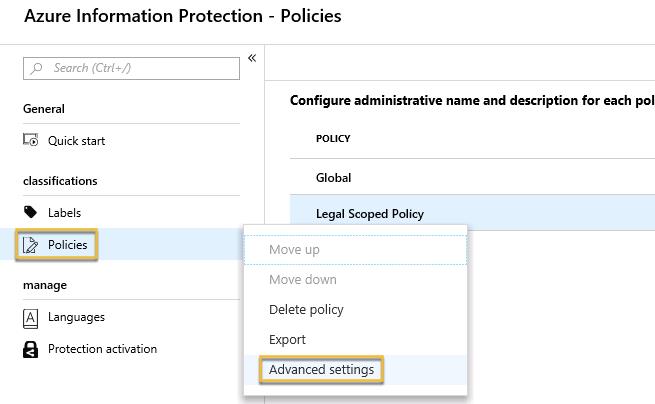 Azure Information Protection - Policies
Search (Ctrl+/)
«
General
Quick start
classifications
Labels
Policies
manage
Languages
Protection activation
Configure administrative name and description for each pol
POLICY
Global
Legal Scoped Policy
Move up
Move down
Delete policy
Export
Advanced settings